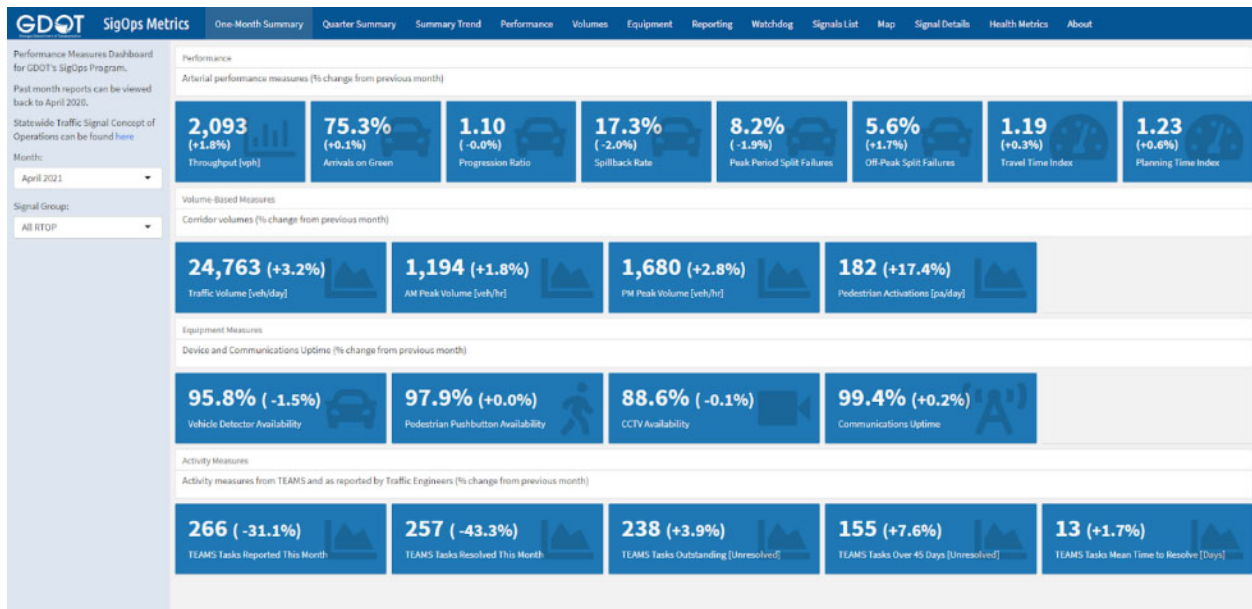 GDOT SigOps Metrics One-Month Summary Quarter Summary Summary Trend Performance Volumes Equipment Reporting Watchdog Signals List Map Signal Details Health Metrics About
Performance Measures Dashboard
for GDOT's SigOps Program.
Past month reports can be viewed
back to April 2020.
Statewide Traffic Signal Concept of
Operations can be found here
Month:
April 2021
Signal Group:
All RTOP
Performance
Arterial performance measures (% change from previous month)
2,093 75.3% 1.10 17.3% 8.2% 5.6% 1.19 1.23
(+1.8%) (+0.1%) ( -0.0%) ( -2.0%) ( -1.9%) (+1.7%) (+0.3%) (+0.6%)
Throughput [vph] Arrivals on Green Progression Ratio Spillback Rate Peak Period Split Failures Off-Peak Split Failures Travel Time Index Planning Time Index
Volume-Based Measures
Corridor volumes (% change from previous month)
24,763 (+3.2%) 1,194 (+1.8%) 1,680 (+2.8%) 182 (+17.4%)
Traffic Volume [veh/day] AM Peak Volume [veh/hr] PM Peak Volume [veh/hr] Pedestrian Activations [pa/day]
Equipment Measures
Device and Communications Uptime (% change from previous month)
95.8% ( -1.5%) 97.9% (+0.0%) 88.6% ( -0.1%) 99.4% (+0.2%)
Vehicle Detector Availability Pedestrian Pushbutton Availability CCTV Availability Communications Uptime
Activity Measures
Activity measures from TEAMS and as reported by Traffic Engineers (% change from previous month)
266 ( -31.1%) 257 ( -43.3%) 238 (+3.9%) 155 (+7.6%) 13 (+1.7%)
TEAMS Tasks Reported This Month TEAMS Tasks Resolved This Month TEAMS Tasks Outstanding [Unresolved] TEAMS Tasks Over 45 Days [Unresolved] TEAMS Tasks Mean Time to Resolve [Days]